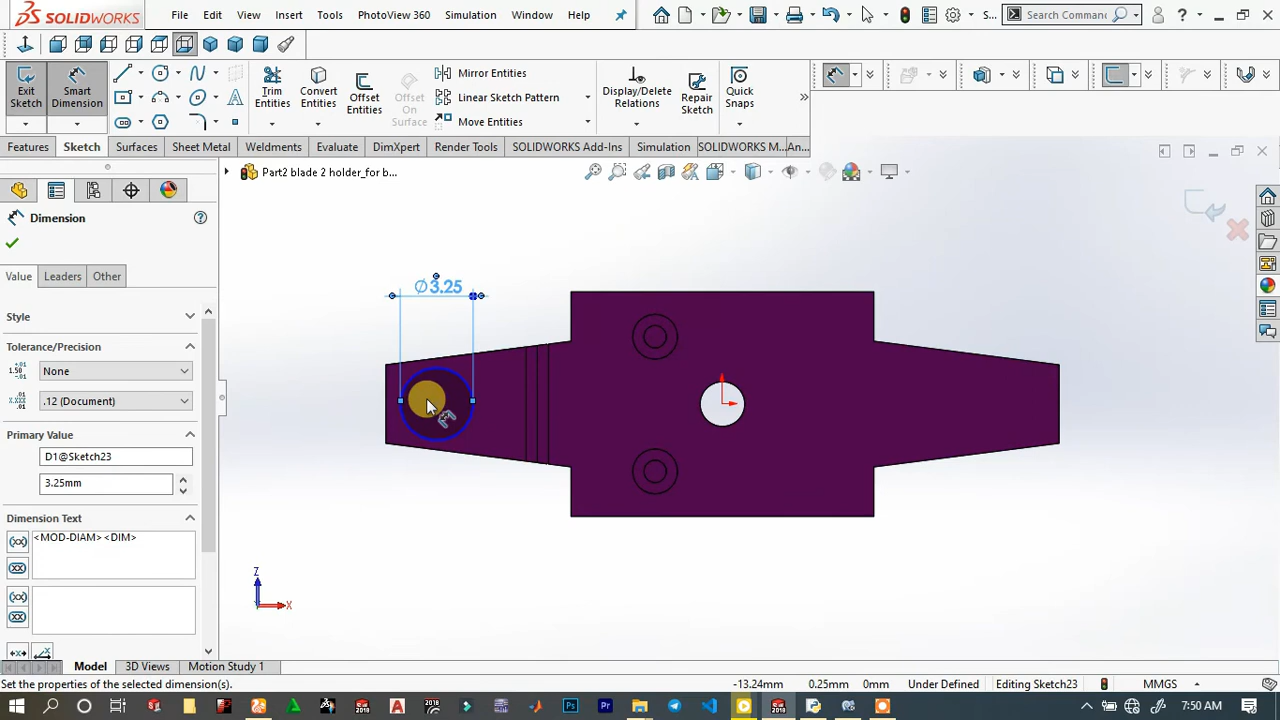 SOLIDWORKS
File Edit View Insert Tools PhotoView 360 Simulation Window Help
S...
Search Comman
Exit Sketch
Smart Dimension
Trim Entities
Convert Entities
Offset Entities
Offset On Surface
Mirror Entities
Linear Sketch Pattern
Move Entities
Display/Delete Relations
Repair Sketch
Quick Snaps
Features Sketch Surfaces Sheet Metal Weldments Evaluate DimXpert Render Tools SOLIDWORKS Add-Ins Simulation SOLIDWORKS M... An...
Part2 blade 2 holder_for b...
Dimension
Value Leaders Other
Style
Tolerance/Precision
None
.12 (Document)
Primary Value
D1@Sketch23
3.25mm
Dimension Text
<MOD-DIAM><DIM>
∅3.25
Z
X
Model 3D Views Motion Study 1
Set the properties of the selected dimension(s).
-13.24mm 0.25mm 0mm Under Defined Editing Sketch23 MMGS
7:50 AM